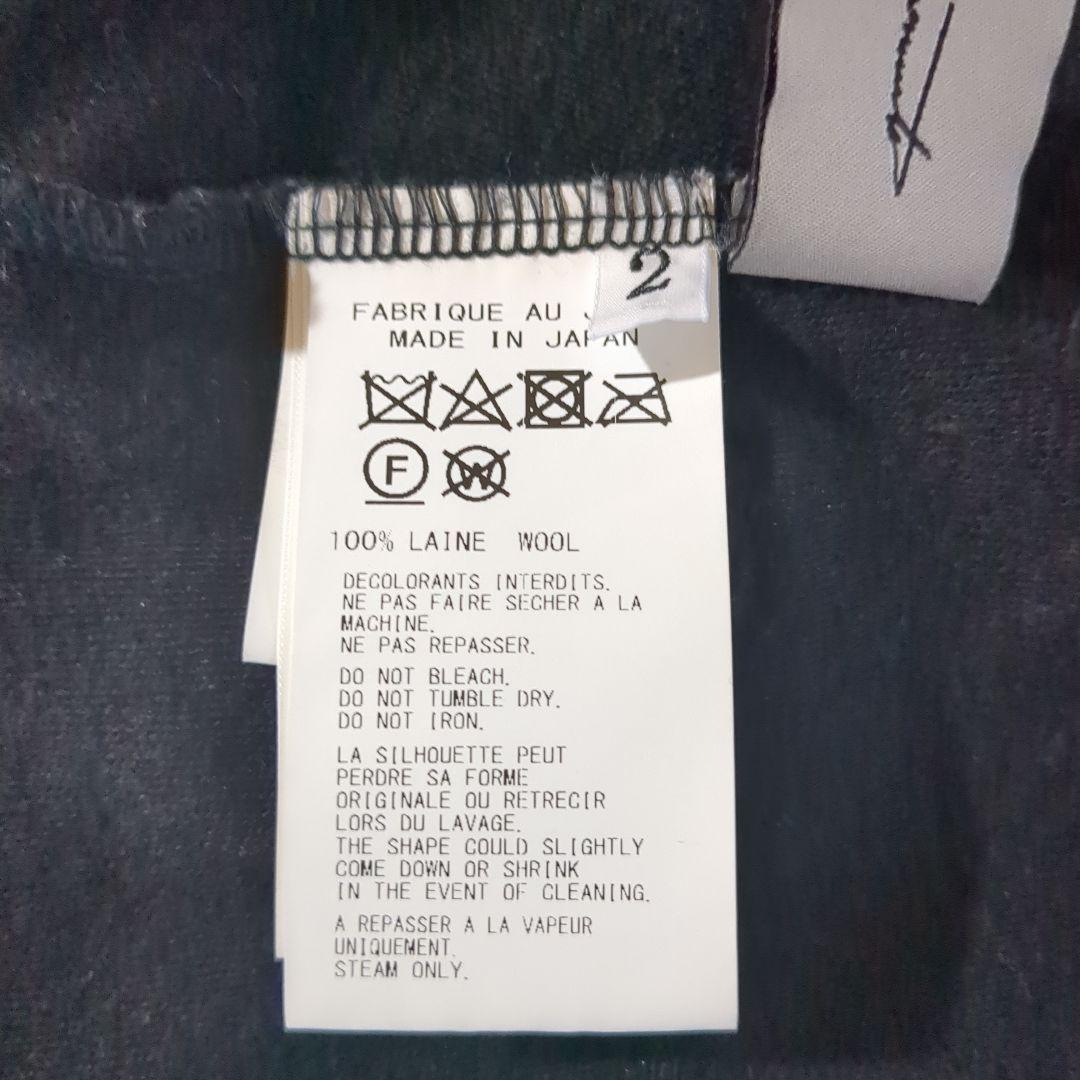 2
FABRIQUE AU
MADE IN JAPAN
F
W
100% LAINE WOOL
DECOLORANTS INTERDITS.
NE PAS FAIRE SECHER A LA
MACHINE.
NE PAS REPASSER.
DO NOT BLEACH.
DO NOT TUMBLE DRY.
DO NOT IRON.
LA SILHOUETTE PEUT
PERDRE SA FORME
ORIGINALE OU RETRECIR
LORS DU LAVAGE.
THE SHAPE COULD SLIGHTLY
COME DOWN OR SHRINK
IN THE EVENT OF CLEANING.
A REPASSER A LA VAPEUR
UNIQUEMENT.
STEAM ONLY.